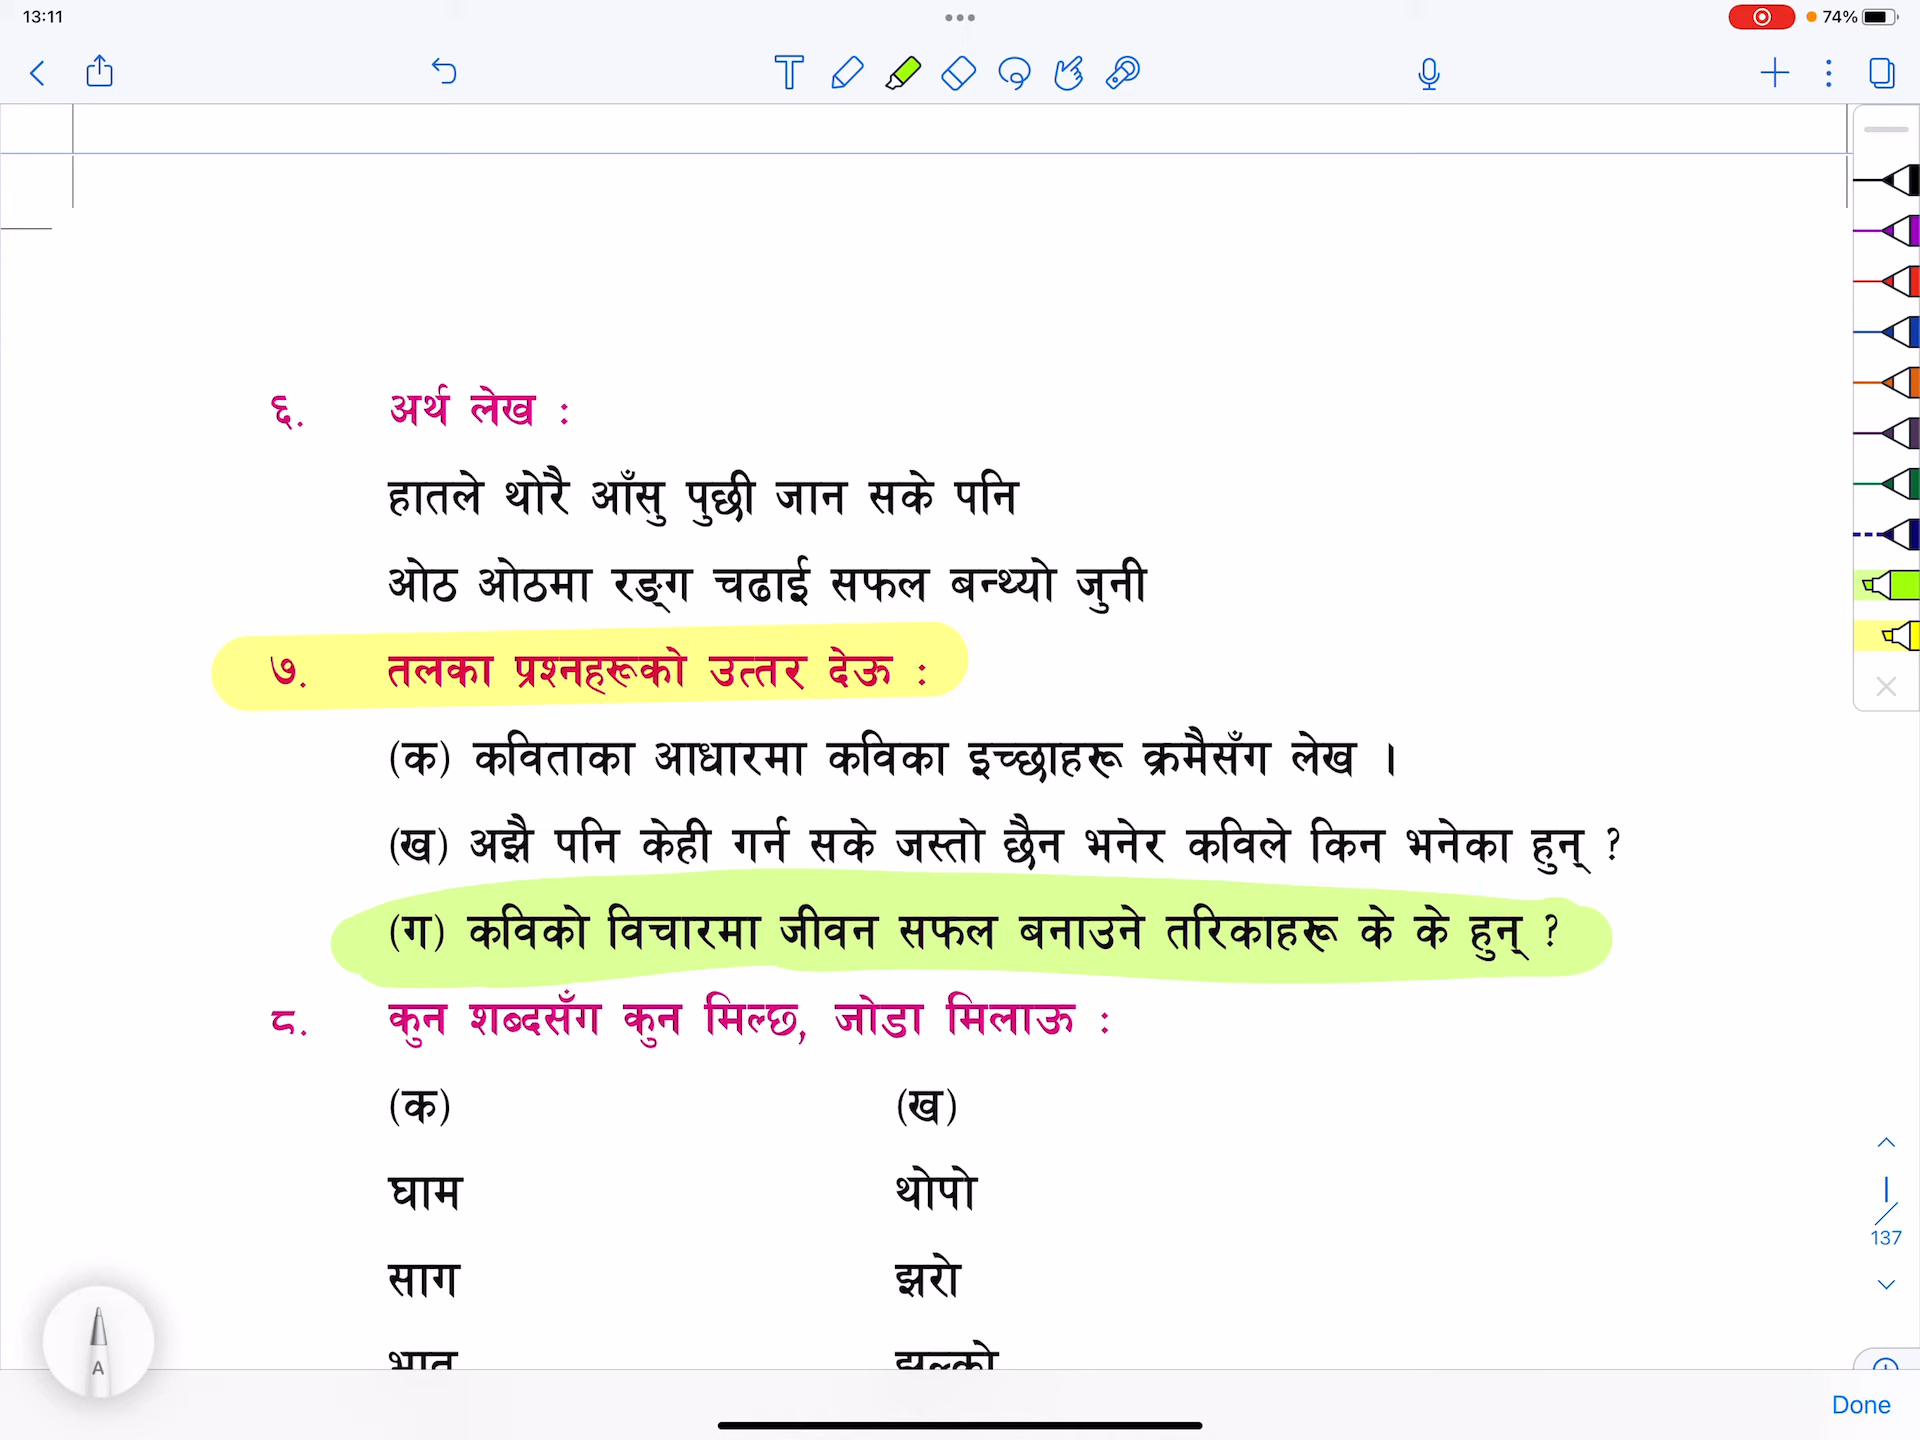 13:11
74%
६. अर्थ लेख :
हातले थोरै आँसु पुछी जान सके पनि
ओठ ओठमा रङ्ग चढाई सफल बन्थ्यो जुनी
७. तलका प्रश्नहरूको उत्तर देऊ :
(क) कविताका आधारमा कविका इच्छाहरू क्रमैसँग लेख ।
(ख) अझै पनि केही गर्न सके जस्तो छैन भनेर कविले किन भनेका हुन् ?
(ग) कविको विचारमा जीवन सफल बनाउने तरिकाहरू के के हुन् ?
८. कुन शब्दसँग कुन मिल्छ, जोडा मिलाऊ :
(क) (ख)
घाम थोपो
साग झरो
भात झल्को
1/137
A
Done